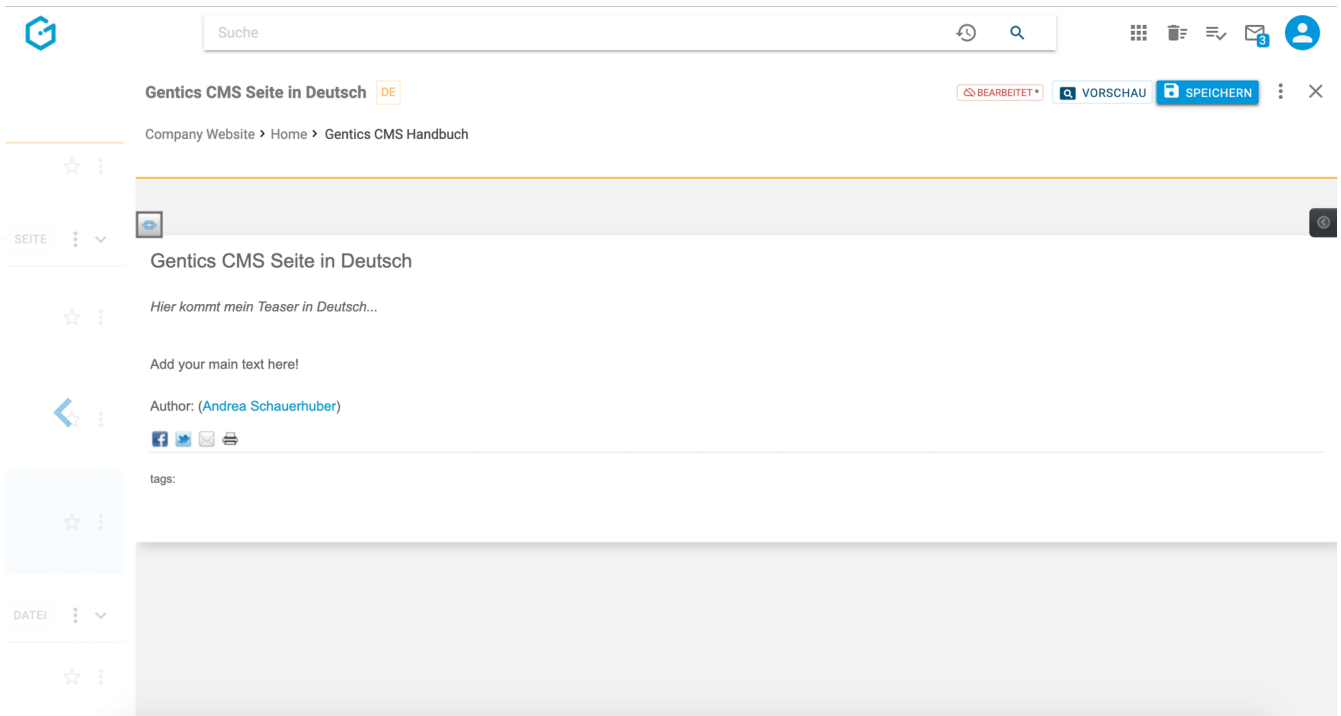 Suche
3
Gentics CMS Seite in Deutsch DE
BEARBEITET * VORSCHAU SPEICHERN
Company Website > Home > Gentics CMS Handbuch
SEITE
Gentics CMS Seite in Deutsch
Hier kommt mein Teaser in Deutsch...
Add your main text here!
Author: (Andrea Schauerhuber)
tags:
DATEI